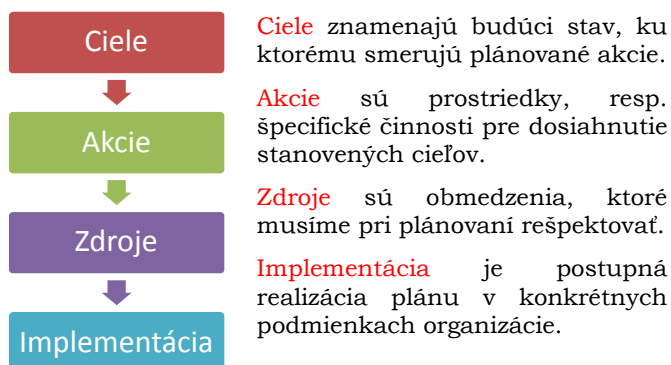 Ciele
Akcie
Zdroje
Implementácia
Ciele znamenajú budúci stav, ku
ktorému smerujú plánované akcie.
Akcie sú prostriedky, resp.
špecifické činnosti pre dosiahnutie
stanovených cieľov.
Zdroje sú obmedzenia, ktoré
musíme pri plánovaní rešpektovať.
Implementácia je postupná
realizácia plánu v konkrétnych
podmienkach organizácie.